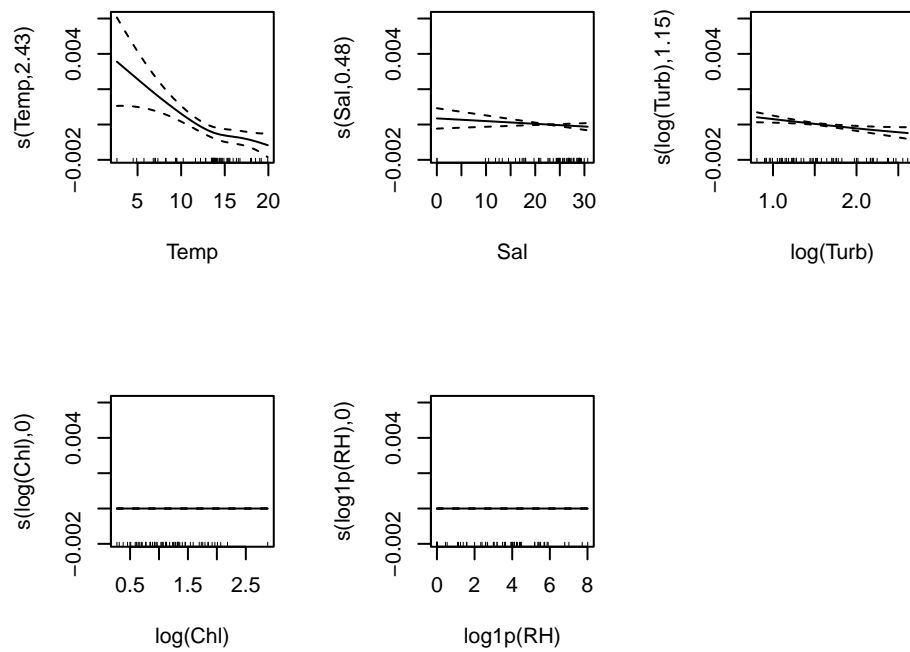 s(Temp,2.43)
−0.002
0.004
5
10
15
20
Temp
s(Sal,0.48)
−0.002
0.004
0
10
20
30
Sal
s(log(Turb),1.15)
−0.002
0.004
1.0
2.0
log(Turb)
s(log(Chl),0)
−0.002
0.004
0.5
1.5
2.5
log(Chl)
s(log1p(RH),0)
−0.002
0.004
0
2
4
6
8
log1p(RH)